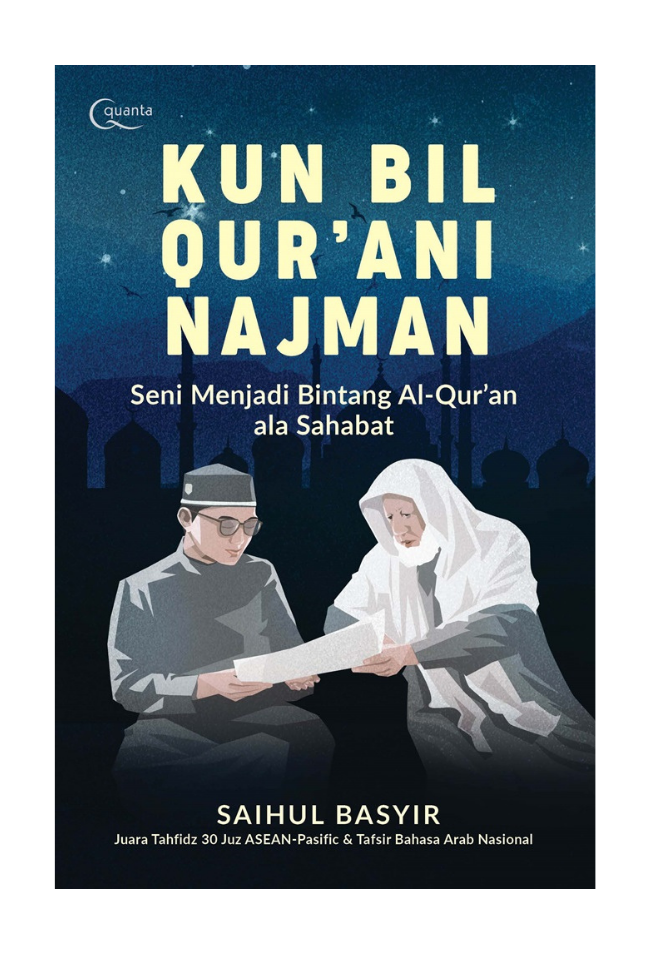 quanta
KUN BIL
QUR’ANI
NAJMAN
Seni Menjadi Bintang Al-Qur’an
ala Sahabat
SAIHUL BASYIR
Juara Tahfidz 30 Juz ASEAN-Pasific & Tafsir Bahasa Arab Nasional